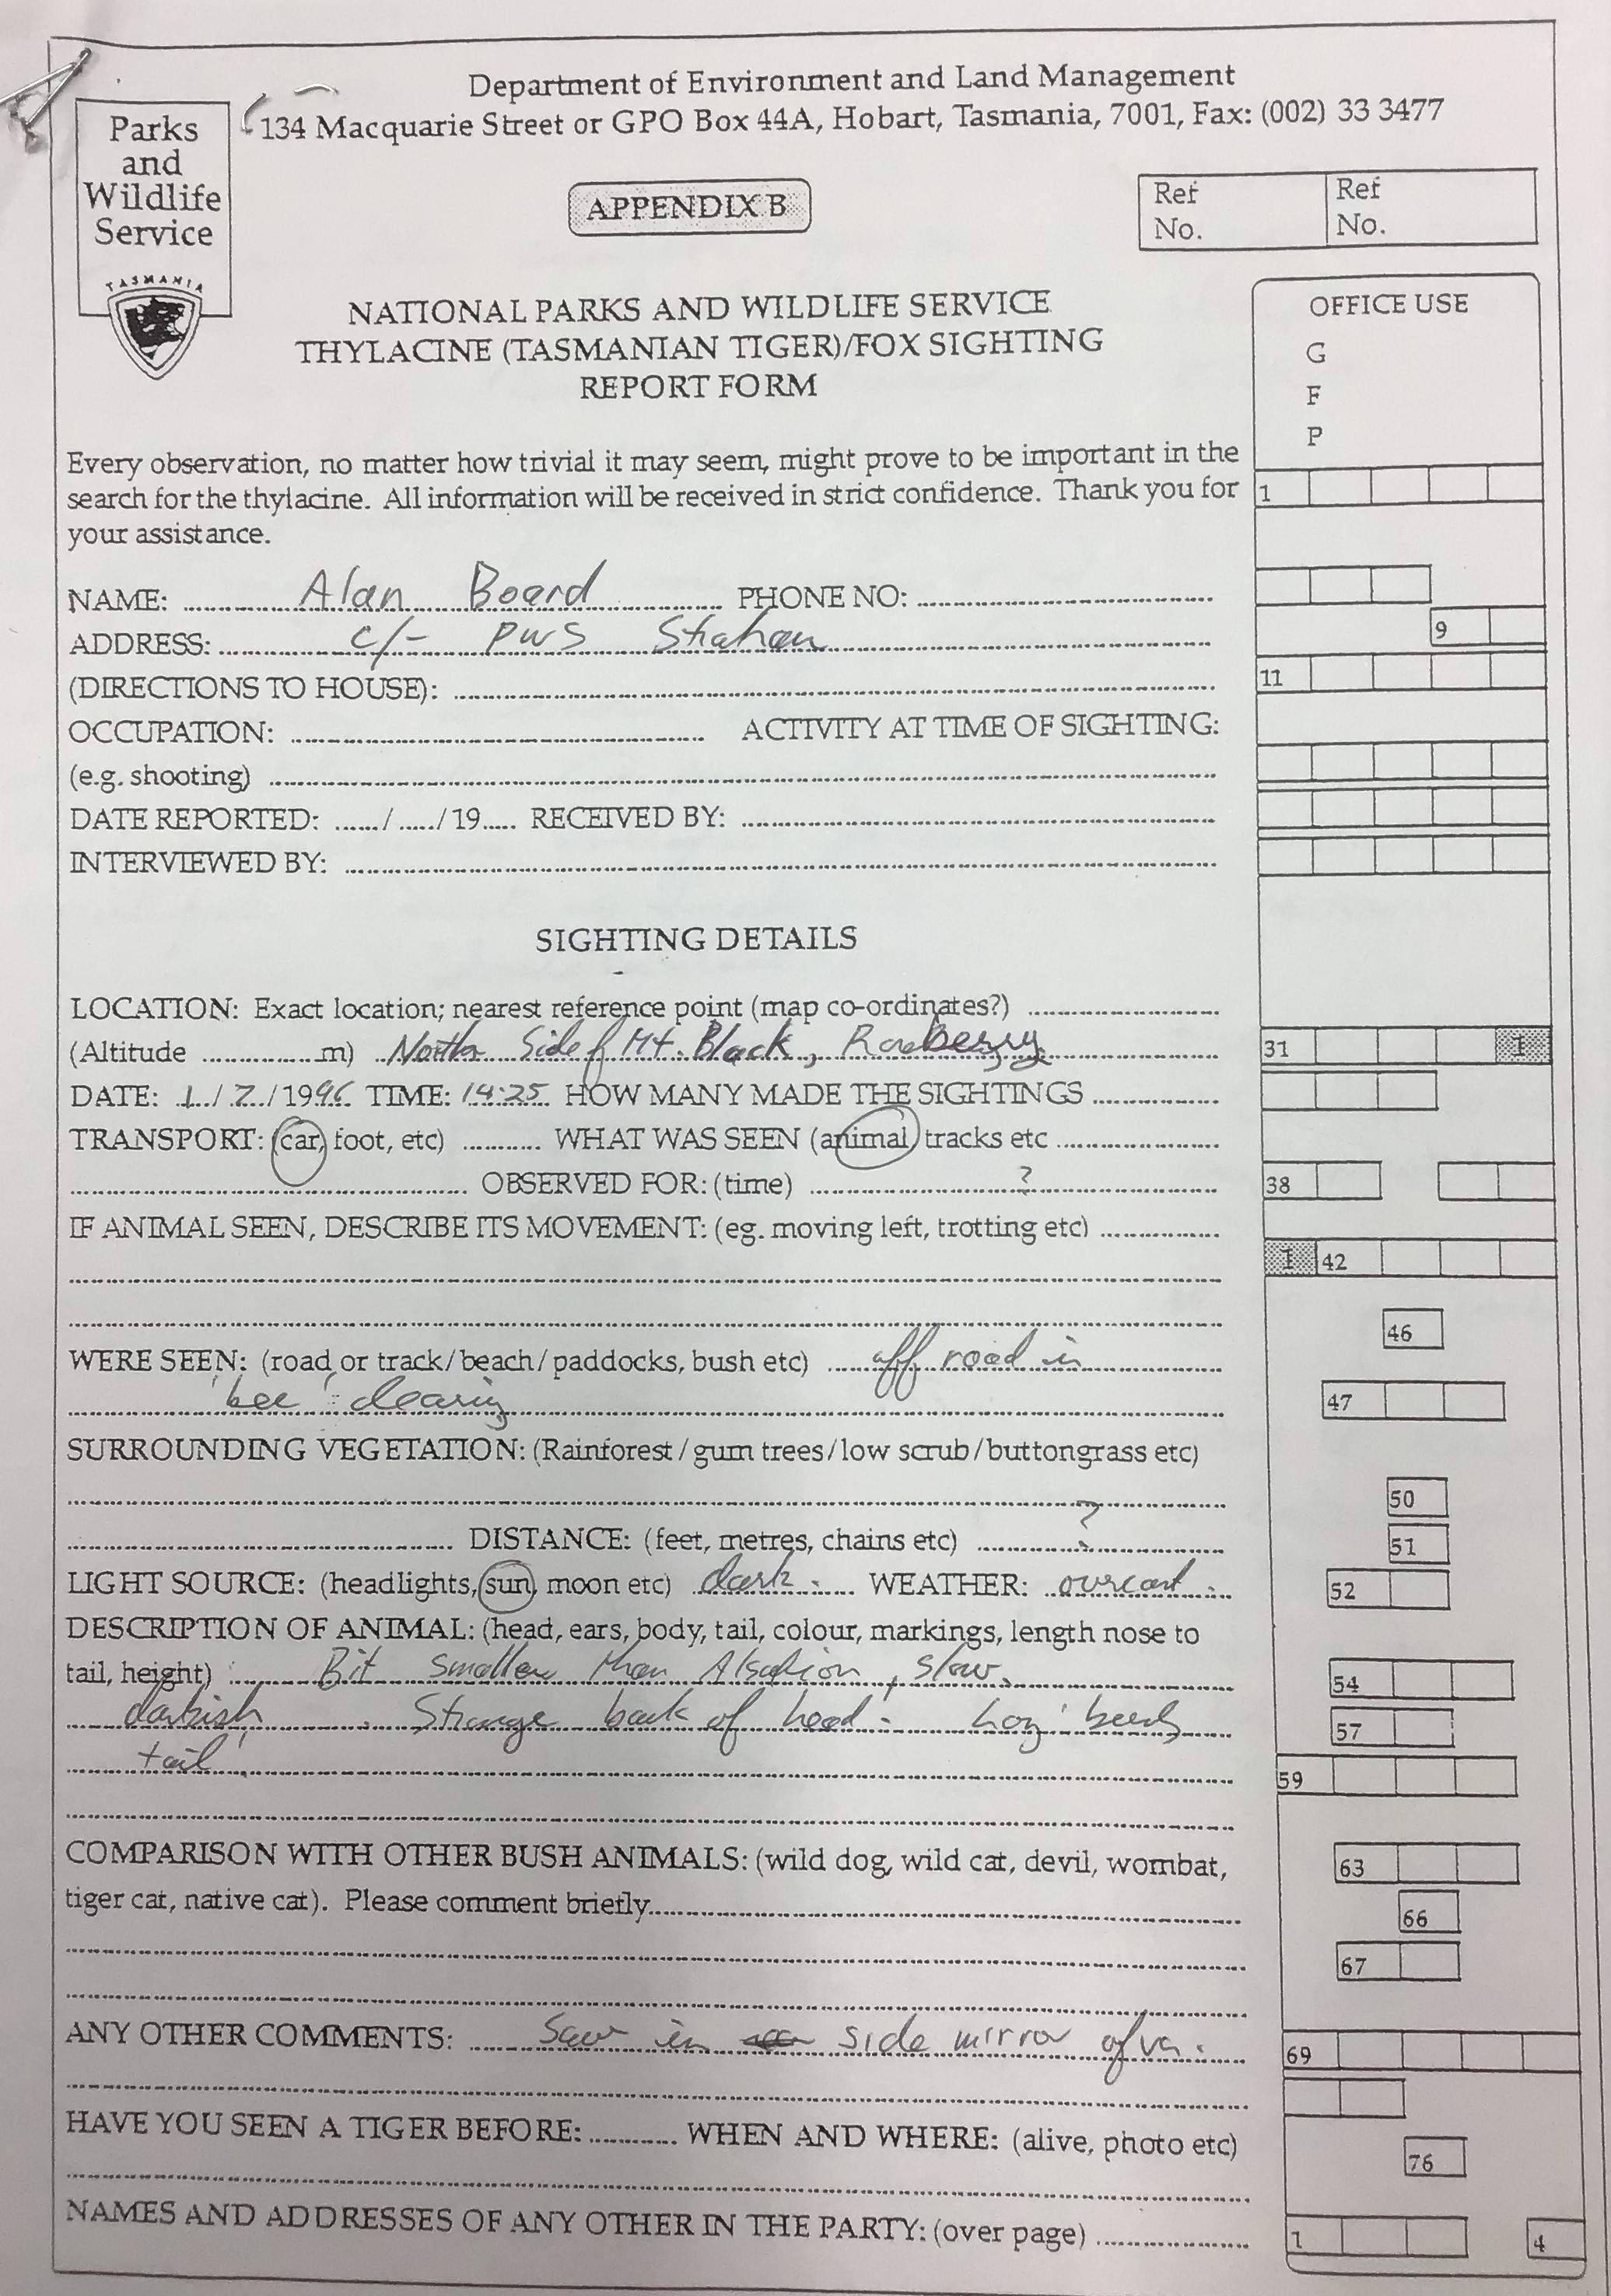 Department of Environment and Land Management
134 Macquarie Street or GPO Box 44A, Hobart, Tasmania, 7001, Fax: (002) 33 3477
Parks
and
Wildlife
Service
TASMANIA
APPENDIX B
Ref No.
Ref No.
NATIONAL PARKS AND WILDLIFE SERVICE
THYLACINE (TASMANIAN TIGER)/FOX SIGHTING
REPORT FORM
OFFICE USE
G
F
P
Every observation, no matter how trivial it may seem, might prove to be important in the
search for the thylacine. All information will be received in strict confidence. Thank you for
your assistance.
1
NAME: Alan Board PHONE NO:
ADDRESS: c/- PWS Strahan
9
(DIRECTIONS TO HOUSE):
11
OCCUPATION: ACTIVITY AT TIME OF SIGHTING:
(e.g. shooting)
DATE REPORTED: / /19 RECEIVED BY:
INTERVIEWED BY:
SIGHTING DETAILS
LOCATION: Exact location; nearest reference point (map co-ordinates?)
(Altitude m) North Side of Mt. Black, Rosebery
31 1
DATE: 1/7/1996 TIME: 14:25 HOW MANY MADE THE SIGHTINGS
TRANSPORT: (car, foot, etc) WHAT WAS SEEN (animal) tracks etc
OBSERVED FOR: (time) ?
38
IF ANIMAL SEEN, DESCRIBE ITS MOVEMENT: (eg. moving left, trotting etc)
1 42
46
WERE SEEN: (road or track/beach/paddocks, bush etc) off road in
'bee' clearing
47
SURROUNDING VEGETATION: (Rainforest/gum trees/low scrub/buttongrass etc)
50
DISTANCE: (feet, metres, chains etc) ?
51
LIGHT SOURCE: (headlights, sun, moon etc) dark. WEATHER: overcast.
52
DESCRIPTION OF ANIMAL: (head, ears, body, tail, colour, markings, length nose to
tail, height) Bit smaller than Alsation, slow.
54
darkish. Strange back of head.
57
tail'
59
COMPARISON WITH OTHER BUSH ANIMALS: (wild dog, wild cat, devil, wombat,
63
tiger cat, native cat). Please comment briefly
66
67
ANY OTHER COMMENTS: Saw in side mirror of
69
HAVE YOU SEEN A TIGER BEFORE: WHEN AND WHERE: (alive, photo etc)
76
NAMES AND ADDRESSES OF ANY OTHER IN THE PARTY: (over page)
1 4